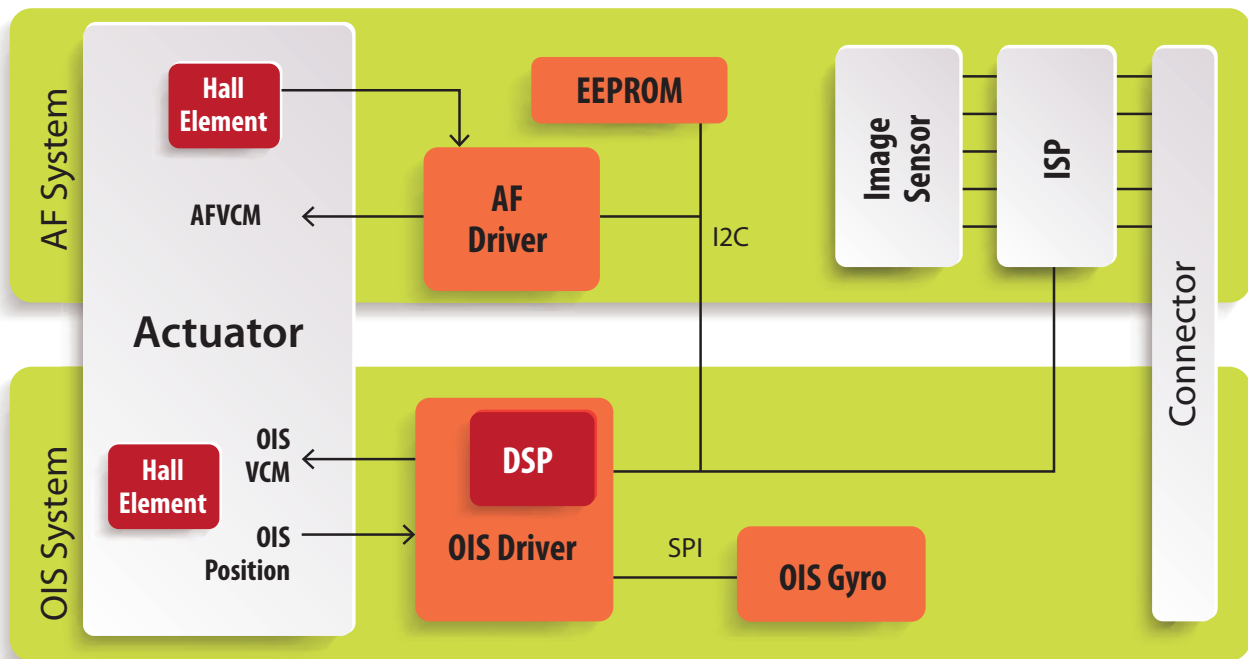 AF System
Hall
Element
EEPROM
AF
Driver
AFVCM
I2C
Image
Sensor
ISP
Connector
Actuator
OIS System
OIS
VCM
Hall
Element
OIS
Position
DSP
OIS Driver
SPI
OIS Gyro